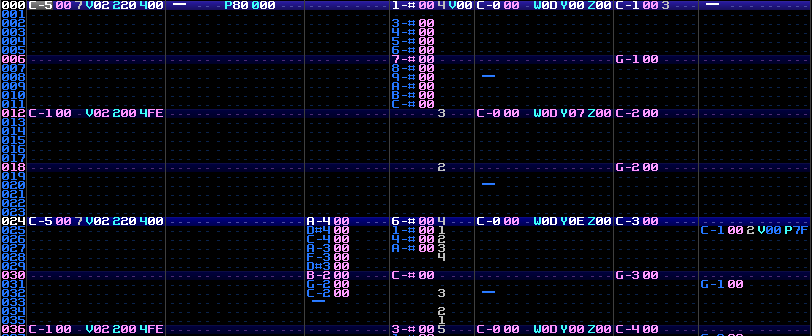 000 C-5 00 7 V02 220 400 — P80 000 1-# 00 4 V00 C-0 00 W0D Y00 Z00 C-1 00 3 —
001
002 3-# 00
003 4-# 00
004 5-# 00
005 6-# 00
006 7-# 00 G-1 00
007 8-# 00
008 9-# 00 —
009 A-# 00
010 B-# 00
011 C-# 00
012 C-1 00 V02 200 4FE 3 C-0 00 W0D Y07 Z00 C-2 00
013
014
015
016
017
018 2 G-2 00
019
020 —
021
022
023
024 C-5 00 7 V02 220 400 A-4 00 6-# 00 4 C-0 00 W0D Y0E Z00 C-3 00
025 D#4 00 1-# 00 1 C-1 00 2 V00 P7F
026 C-4 00 4-# 00 2
027 A-3 00 A-# 00 3
028 F-3 00 4
029 D#3 00
030 B-2 00 C-# 00 G-3 00
031 G-2 00 G-1 00
032 C-2 00 3 —
033 —
034 2
035 1
036 C-1 00 V02 200 4FE 3-# 00 5 C-0 00 W0D Y00 Z00 C-4 00